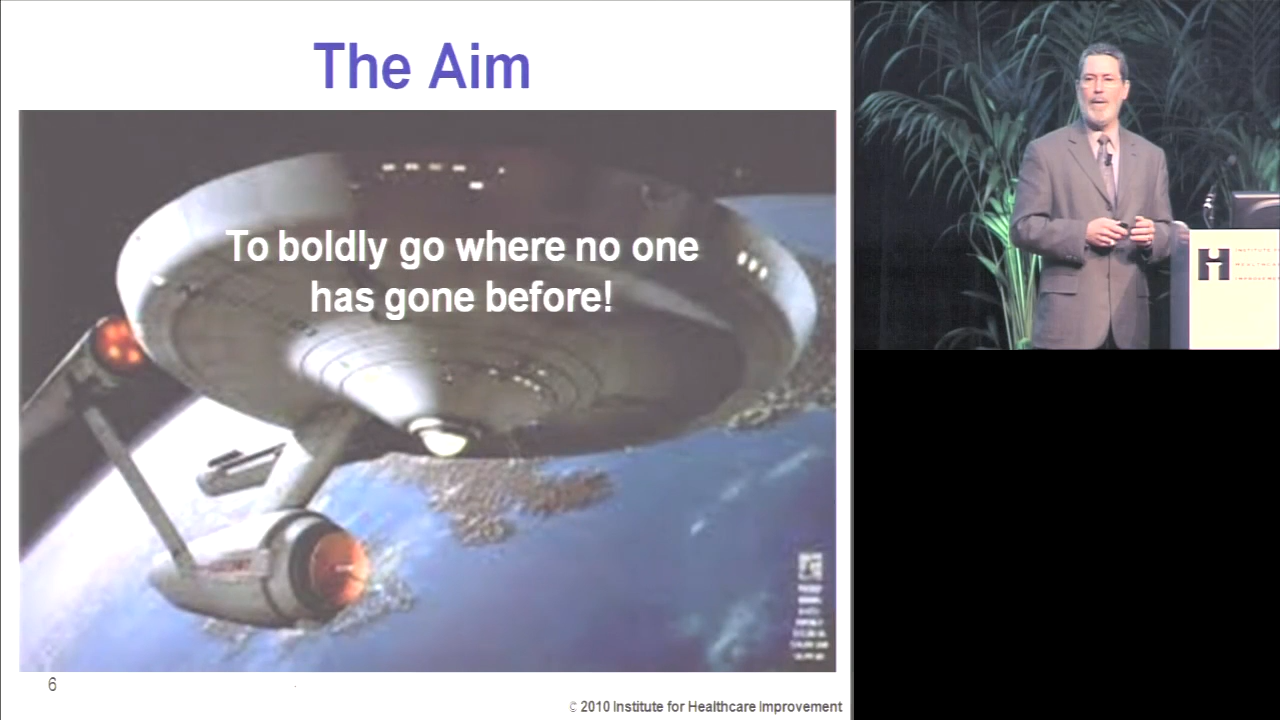 The Aim
To boldly go where no one
has gone before!
6
© 2010 Institute for Healthcare Improvement